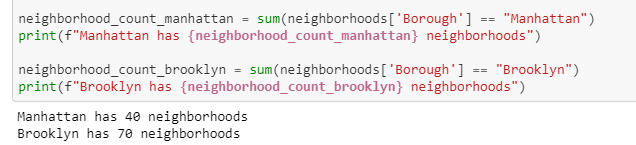 neighborhood_count_manhattan = sum(neighborhoods['Borough'] == "Manhattan")
print(f"Manhattan has {neighborhood_count_manhattan} neighborhoods")
neighborhood_count_brooklyn = sum(neighborhoods['Borough'] == "Brooklyn")
print(f"Brooklyn has {neighborhood_count_brooklyn} neighborhoods")
Manhattan has 40 neighborhoods
Brooklyn has 70 neighborhoods